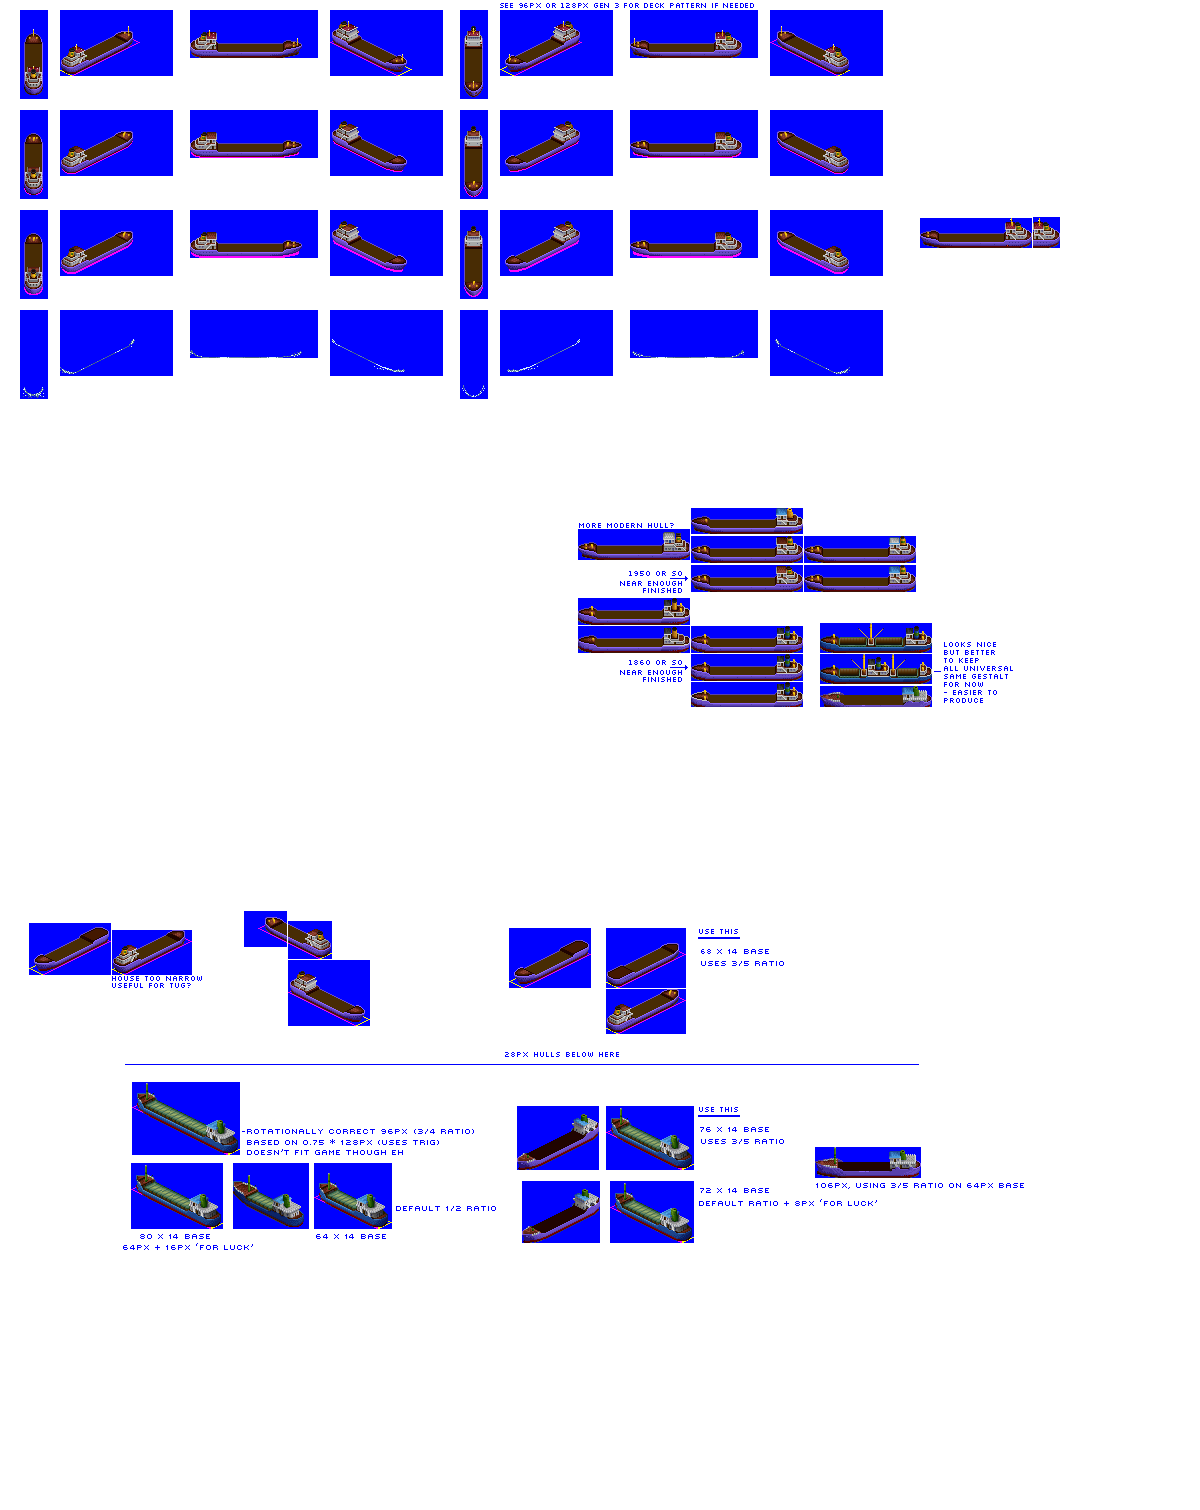 SEE 96PX OR 128PX GEN 3 FOR DECK PATTERN IF NEEDED
MORE MODERN HULL?
1950 OR SO
NEAR ENOUGH
FINISHED
1860 OR SO
NEAR ENOUGH
FINISHED
LOOKS NICE
BUT BETTER
TO KEEP
ALL UNIVERSAL
SAME GESTALT
FOR NOW
- EASIER TO
PRODUCE
HOUSE TOO NARROW
USEFUL FOR TUG?
USE THIS
68 X 14 BASE
USES 3/5 RATIO
28PX HULLS BELOW HERE
-ROTATIONALLY CORRECT 96PX (3/4 RATIO)
BASED ON 0.75 * 128PX (USES TRIG)
DOESN'T FIT GAME THOUGH EH
USE THIS
76 X 14 BASE
USES 3/5 RATIO
106PX, USING 3/5 RATIO ON 64PX BASE
72 X 14 BASE
DEFAULT RATIO + 8PX 'FOR LUCK'
DEFAULT 1/2 RATIO
80 X 14 BASE
64PX + 16PX 'FOR LUCK'
64 X 14 BASE